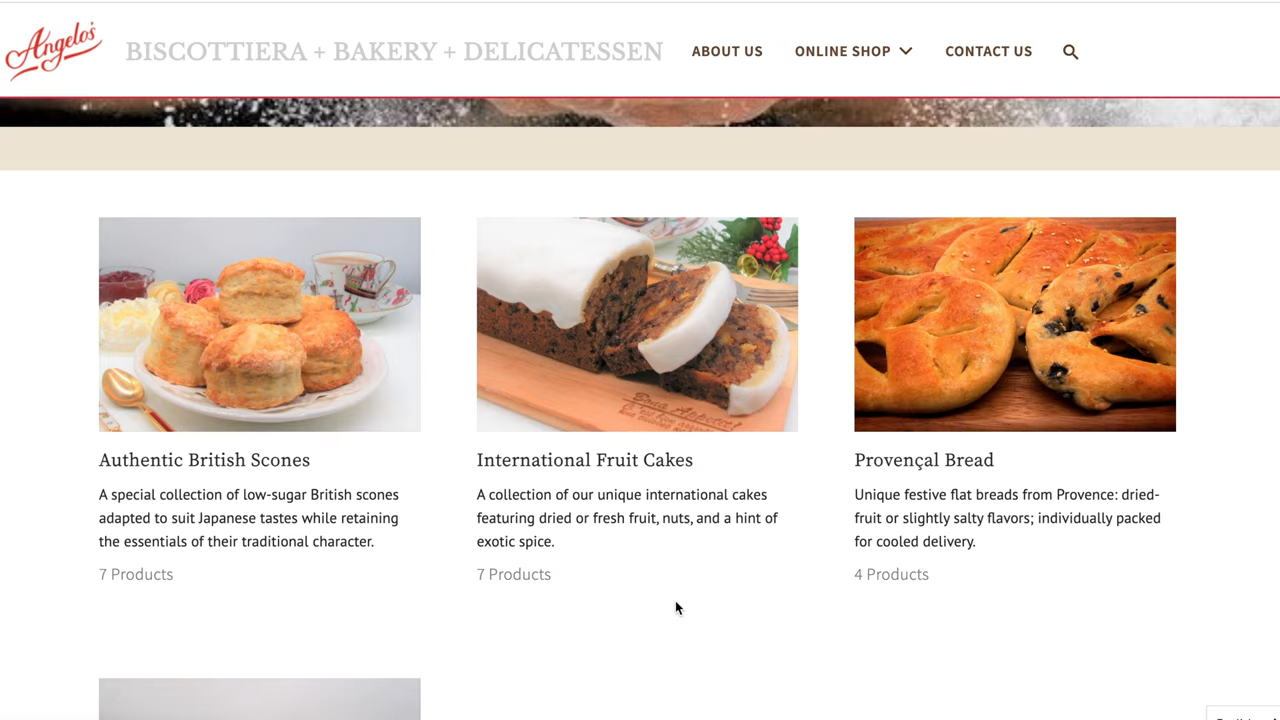 Angelo's
BISCOTTIERA + BAKERY + DELICATESSEN
ABOUT US
ONLINE SHOP
CONTACT US
Bona Appetit!
Authentic British Scones
A special collection of low-sugar British scones
adapted to suit Japanese tastes while retaining
the essentials of their traditional character.
7 Products
International Fruit Cakes
A collection of our unique international cakes
featuring dried or fresh fruit, nuts, and a hint of
exotic spice.
7 Products
Provençal Bread
Unique festive flat breads from Provence: dried-
fruit or slightly salty flavors; individually packed
for cooled delivery.
4 Products